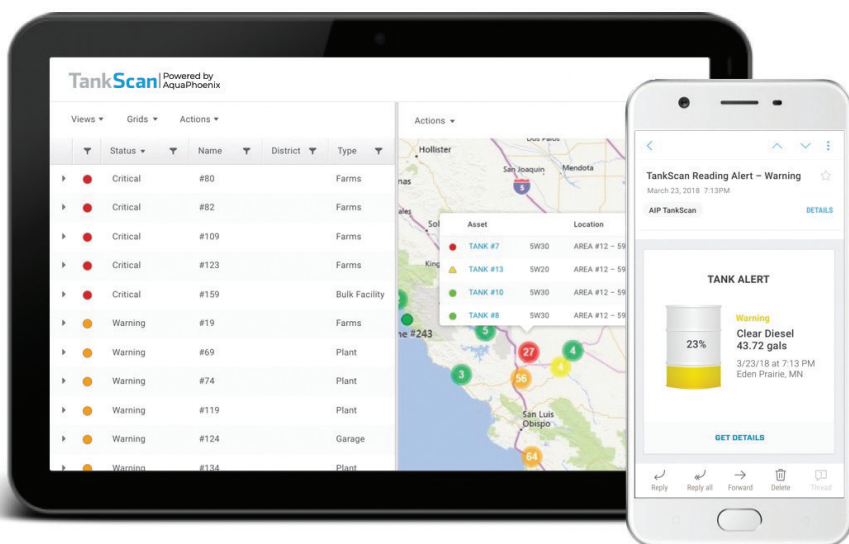 TankScan Powered by
AquaPhoenix
Views Grids Actions
Status Name District Type
Critical #80 Farms
Critical #82 Farms
Critical #109 Farms
Critical #123 Farms
Critical #159 Bulk Facility
Warning #19 Farms
Warning #69 Plant
Warning #74 Plant
Warning #119 Plant
Warning #124 Garage
Warning #134 Plant
Actions
Hollister
San Joaquin
Mendota
5
Asset Location
TANK #7 5W30 AREA #12 – 59
TANK #13 5W20 AREA #12 – 59
TANK #10 5W30 AREA #12 – 59
TANK #8 5W30 AREA #12 – 59
#243
5
27
4
4
3
56
San Luis
Obispo
64
TankScan Reading Alert – Warning
March 23, 2018 7:13PM
AIP TankScan DETAILS
TANK ALERT
23%
Warning
Clear Diesel
43.72 gals
3/23/18 at 7:13 PM
Eden Prairie, MN
GET DETAILS
Reply Reply all Forward Delete Thread